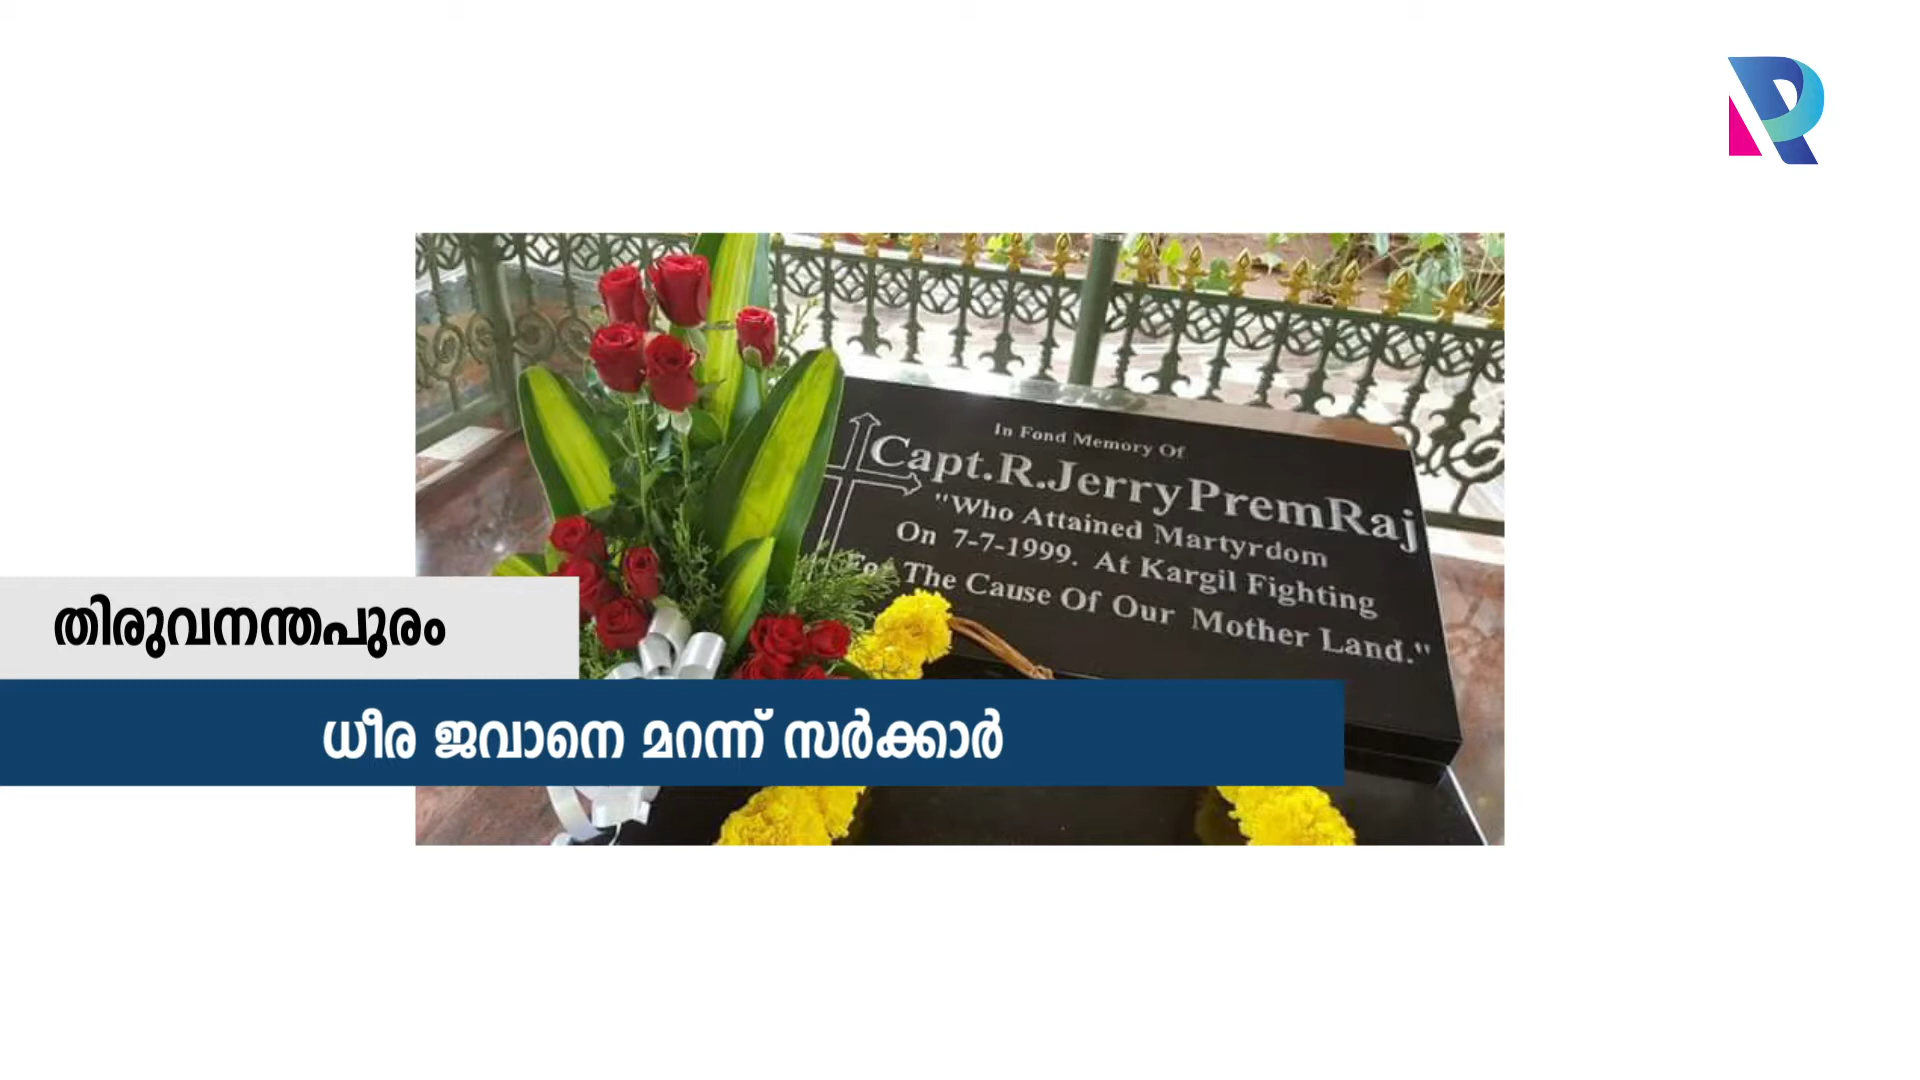 In Fond Memory Of
Capt.R.Jerry PremRaj
"Who Attained Martyrdom
On 7-7-1999. At Kargil Fighting
For The Cause Of Our Mother Land."
തിരുവനന്തപുരം
ധീര ജവാനെ മറന്ന് സർക്കാർ